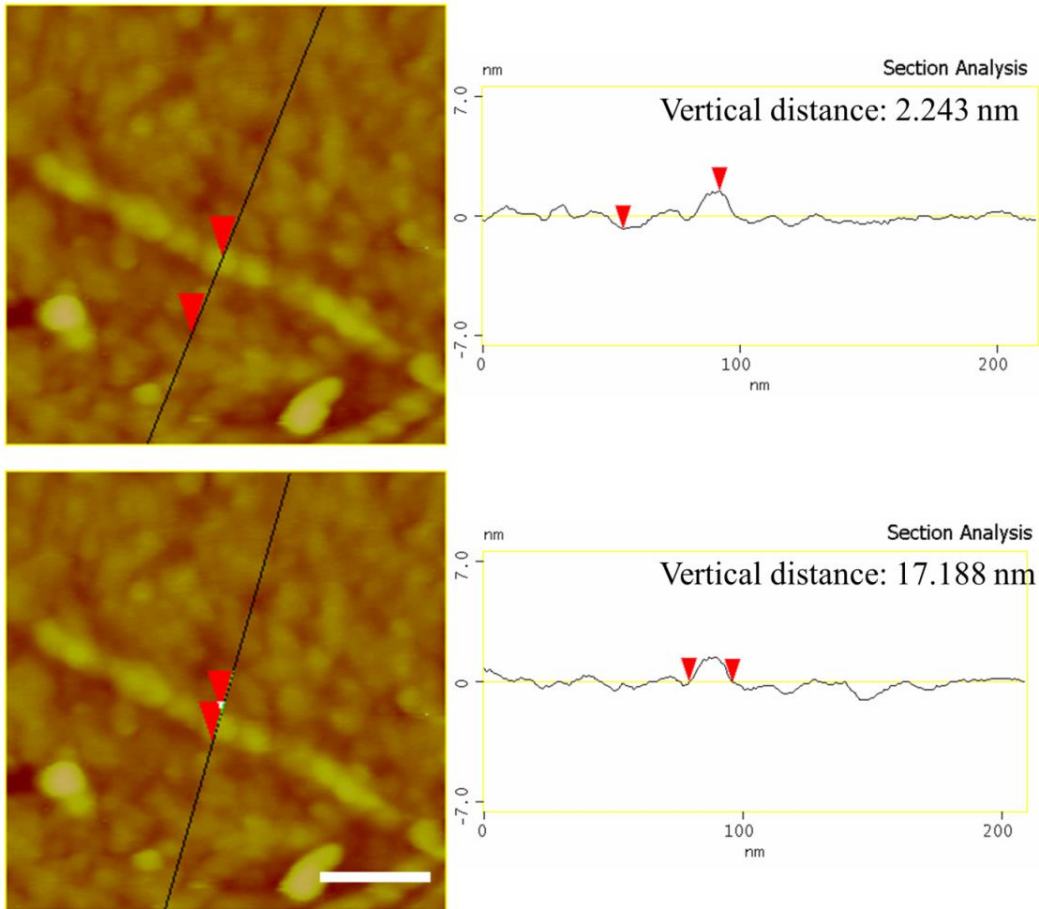 nm
Section Analysis
7.0
Vertical distance: 2.243 nm
0
-7.0
0 100 200
nm
nm
Section Analysis
7.0
Vertical distance: 17.188 nm
0
-7.0
0 100 200
nm